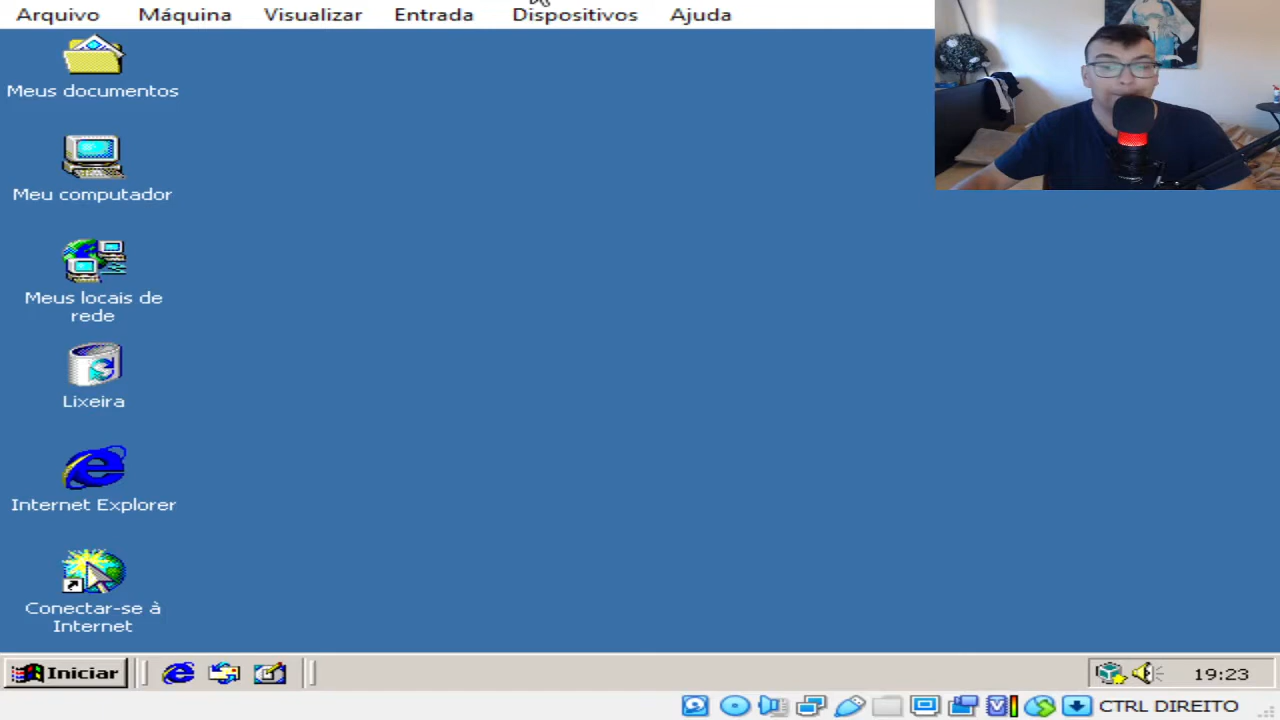 Arquivo Máquina Visualizar Entrada Dispositivos Ajuda
Meus documentos
Meu computador
Meus locais de
rede
Lixeira
Internet Explorer
Conectar-se à
Internet
Iniciar 19:23
CTRL DIREITO